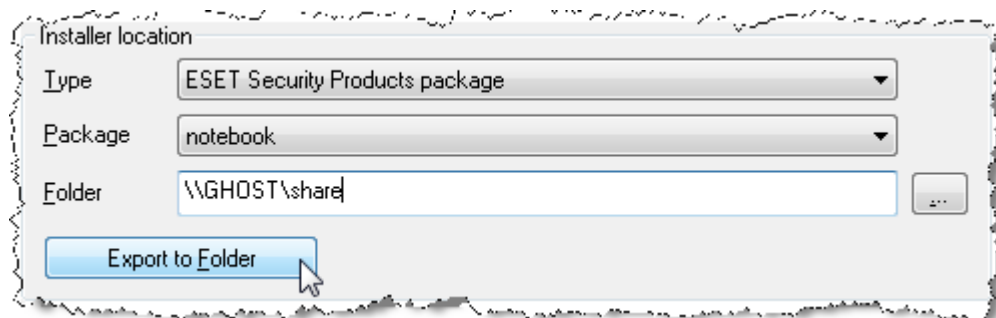 Installer location
Type ESET Security Products package
Package notebook
Folder \\GHOST\share ...
Export to Folder